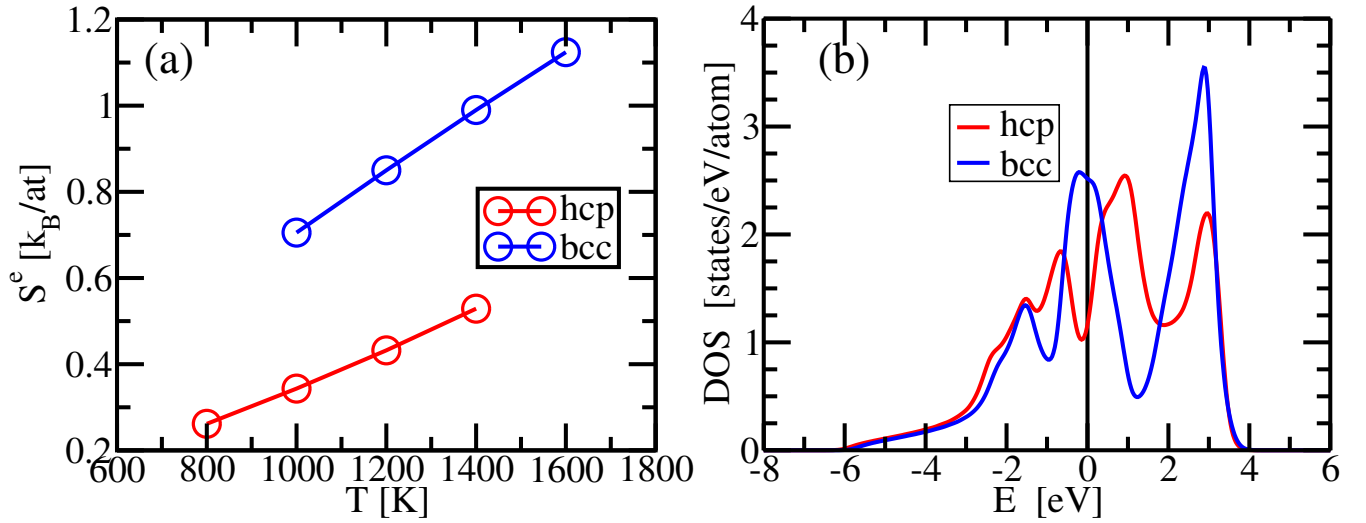 (a)
1.2
1
0.8
0.6
0.4
0.2
S^e [k_B/at]
hcp
bcc
600 800 1000 1200 1400 1600 1800
T [K]
(b)
4
3
2
1
0
DOS [states/eV/atom]
hcp
bcc
-8 -6 -4 -2 0 2 4 6
E [eV]